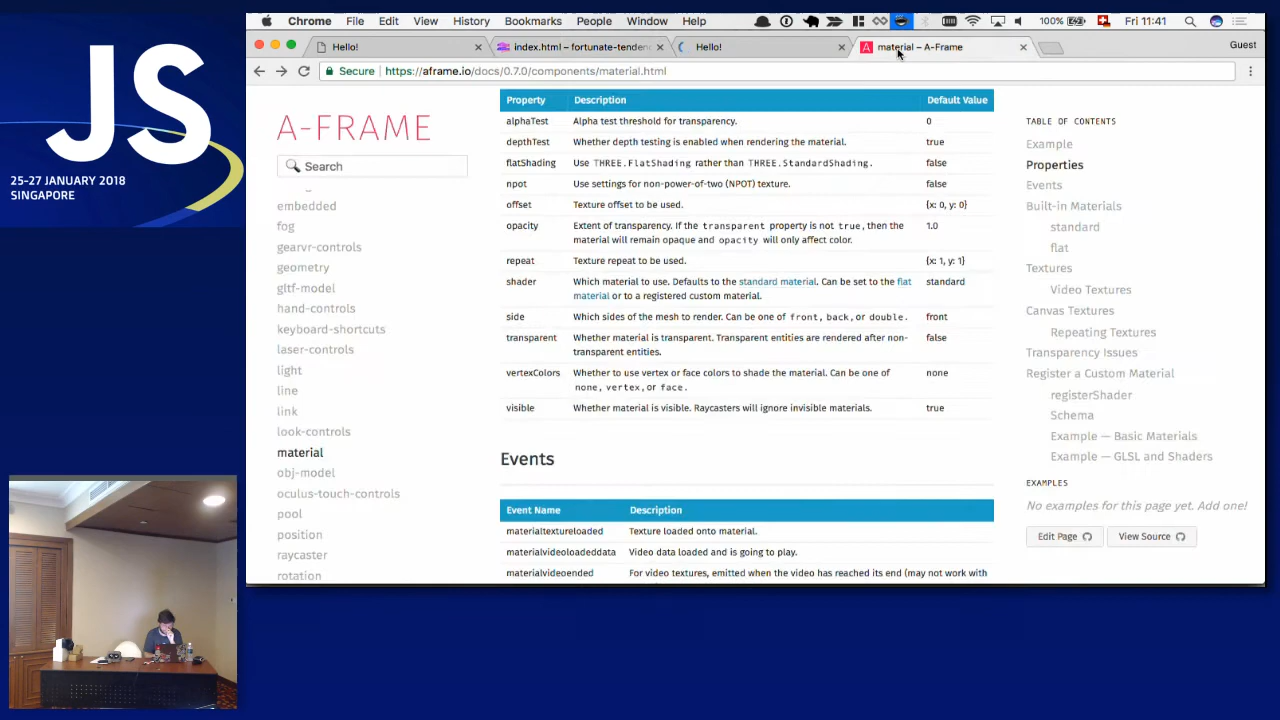 JS
25-27 JANUARY 2018
SINGAPORE
Chrome File Edit View History Bookmarks People Window Help
100% Fri 11:41
Hello!
index.html – fortunate-tenden
Hello!
material – A-Frame
Guest
Secure https://aframe.io/docs/0.7.0/components/material.html
A-FRAME
Search
embedded
fog
gearvr-controls
geometry
gltf-model
hand-controls
keyboard-shortcuts
laser-controls
light
line
link
look-controls
material
obj-model
oculus-touch-controls
pool
position
raycaster
rotation
Property Description Default Value
alphaTest Alpha test threshold for transparency. 0
depthTest Whether depth testing is enabled when rendering the material. true
flatShading Use THREE.FlatShading rather than THREE.StandardShading. false
npot Use settings for non-power-of-two (NPOT) texture. false
offset Texture offset to be used. {x: 0, y: 0}
opacity Extent of transparency. If the transparent property is not true, then the 1.0
material will remain opaque and opacity will only affect color.
repeat Texture repeat to be used. {x: 1, y: 1}
shader Which material to use. Defaults to the standard material. Can be set to the flat standard
material or to a registered custom material.
side Which sides of the mesh to render. Can be one of front, back, or double. front
transparent Whether material is transparent. Transparent entities are rendered after non- false
transparent entities.
vertexColors Whether to use vertex or face colors to shade the material. Can be one of none
none, vertex, or face.
visible Whether material is visible. Raycasters will ignore invisible materials. true
Events
Event Name Description
materialtextureloaded Texture loaded onto material.
materialvideoloadeddata Video data loaded and is going to play.
materialvideoended For video textures, emitted when the video has reached its end (may not work with
TABLE OF CONTENTS
Example
Properties
Events
Built-in Materials
standard
flat
Textures
Video Textures
Canvas Textures
Repeating Textures
Transparency Issues
Register a Custom Material
registerShader
Schema
Example — Basic Materials
Example — GLSL and Shaders
EXAMPLES
No examples for this page yet. Add one!
Edit Page
View Source